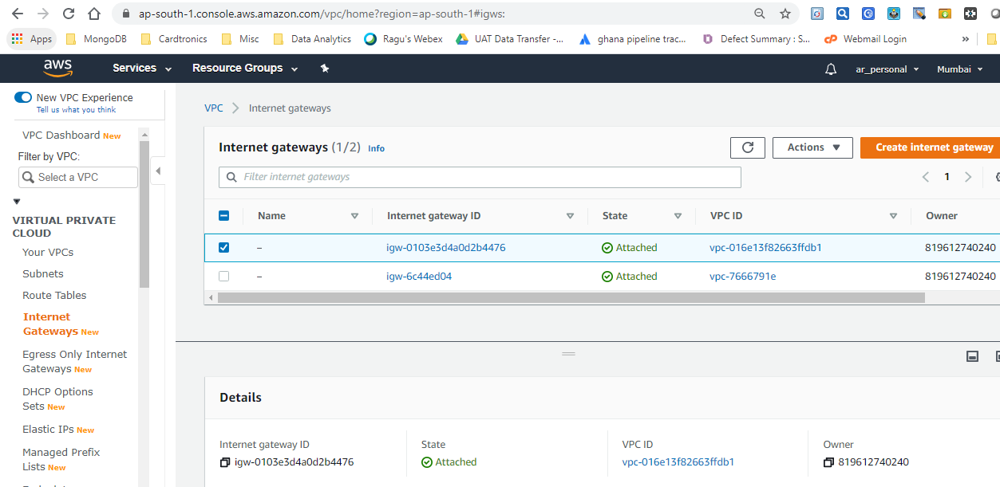 ap-south-1.console.aws.amazon.com/vpc/home?region=ap-south-1#igws:
Apps MongoDB Cardtronics Misc Data Analytics Ragu's Webex UAT Data Transfer -... ghana pipeline trac... Defect Summary : S... Webmail Login »
aws Services Resource Groups ar_personal Mumbai
New VPC Experience
Tell us what you think
VPC Dashboard New
Filter by VPC:
Select a VPC
VIRTUAL PRIVATE
CLOUD
Your VPCs
Subnets
Route Tables
Internet
Gateways New
Egress Only Internet
Gateways New
DHCP Options
Sets New
Elastic IPs New
Managed Prefix
Lists New
VPC Internet gateways
Internet gateways (1/2) Info
Actions Create internet gateway
Filter internet gateways
1
Name Internet gateway ID State VPC ID Owner
– igw-0103e3d4a0d2b4476 Attached vpc-016e13f82663ffdb1 819612740240
– igw-6c44ed04 Attached vpc-7666791e 819612740240
Details
Internet gateway ID State VPC ID Owner
igw-0103e3d4a0d2b4476 Attached vpc-016e13f82663ffdb1 819612740240